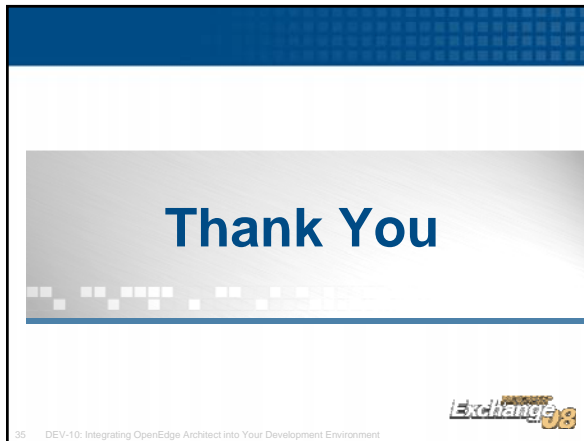 Thank You
Exchange 08
35 DEV-10: Integrating OpenEdge Architect into Your Development Environment